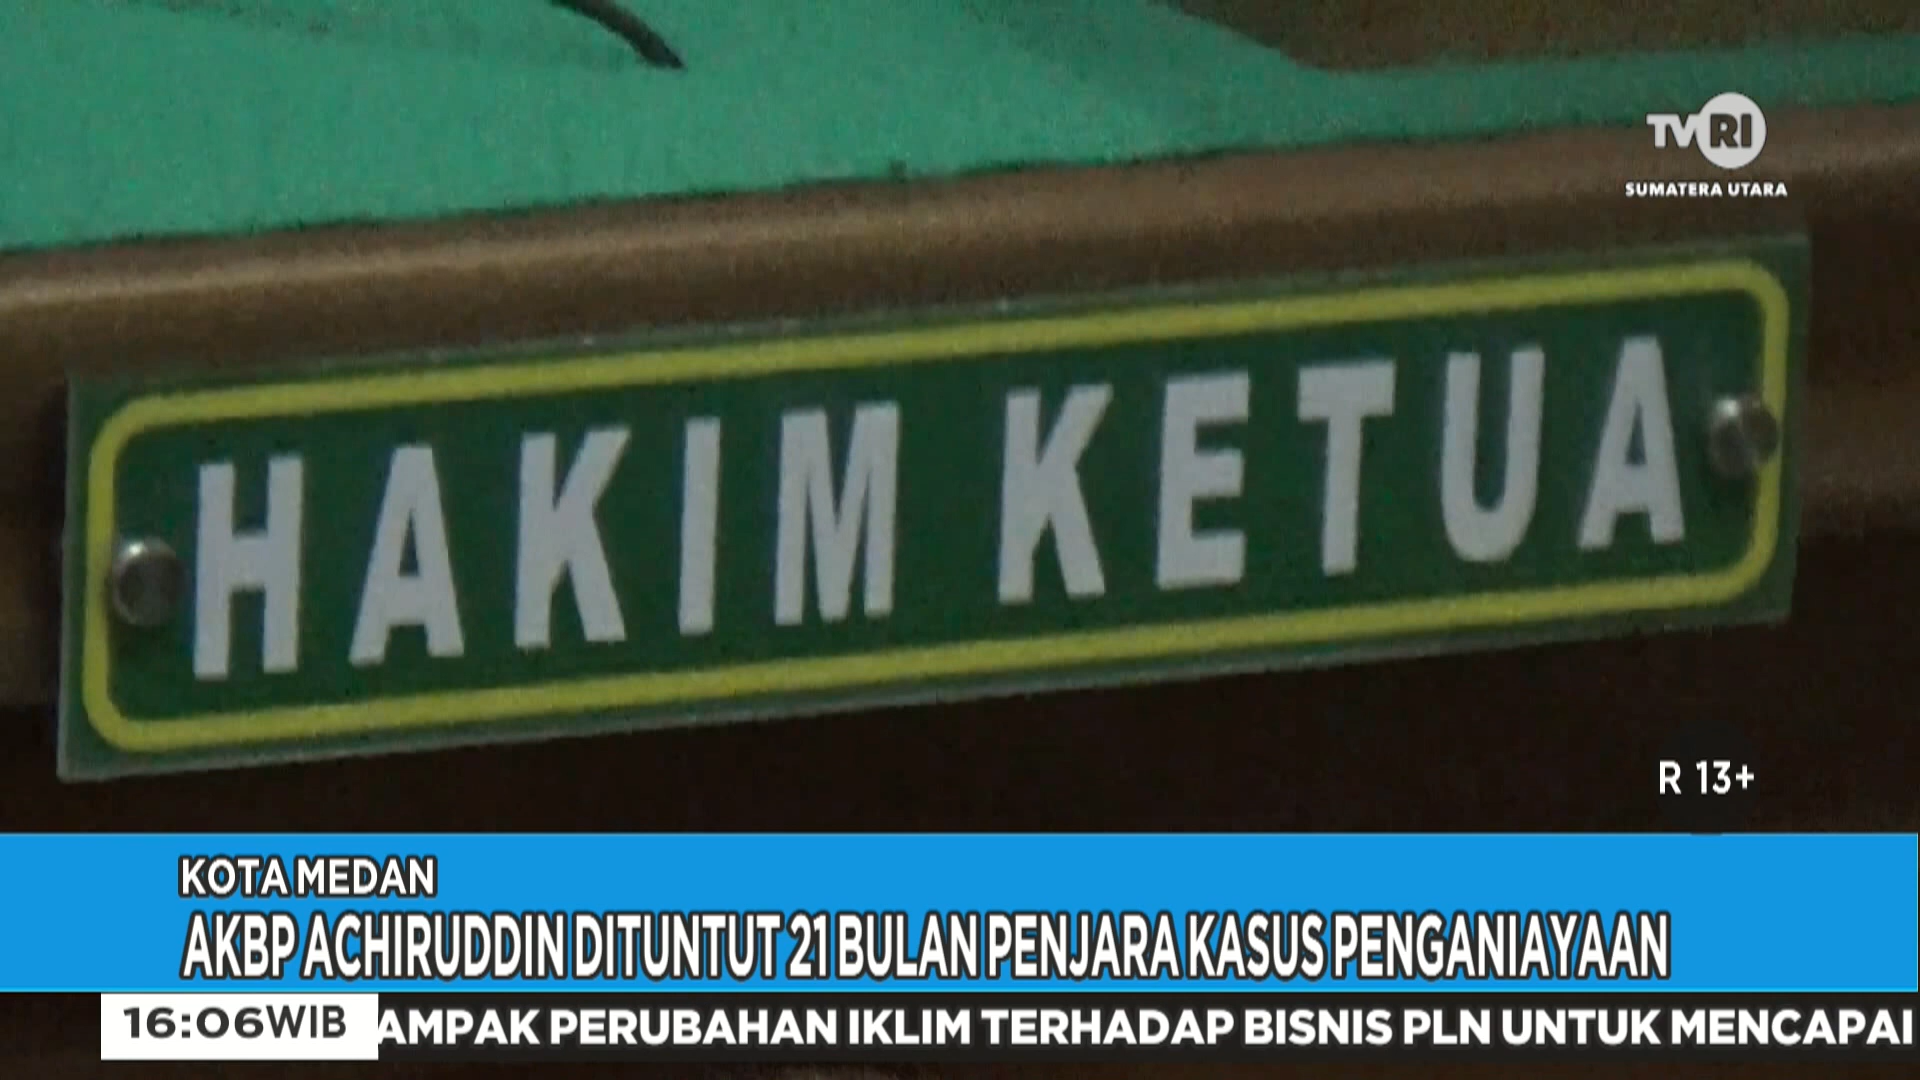 TVRI
SUMATERA UTARA
HAKIM KETUA
R 13+
KOTA MEDAN
AKBP ACHIRUDDIN DITUNTUT 21 BULAN PENJARA KASUS PENGANIAYAAN
16:06WIB AMPAK PERUBAHAN IKLIM TERHADAP BISNIS PLN UNTUK MENCAPAI